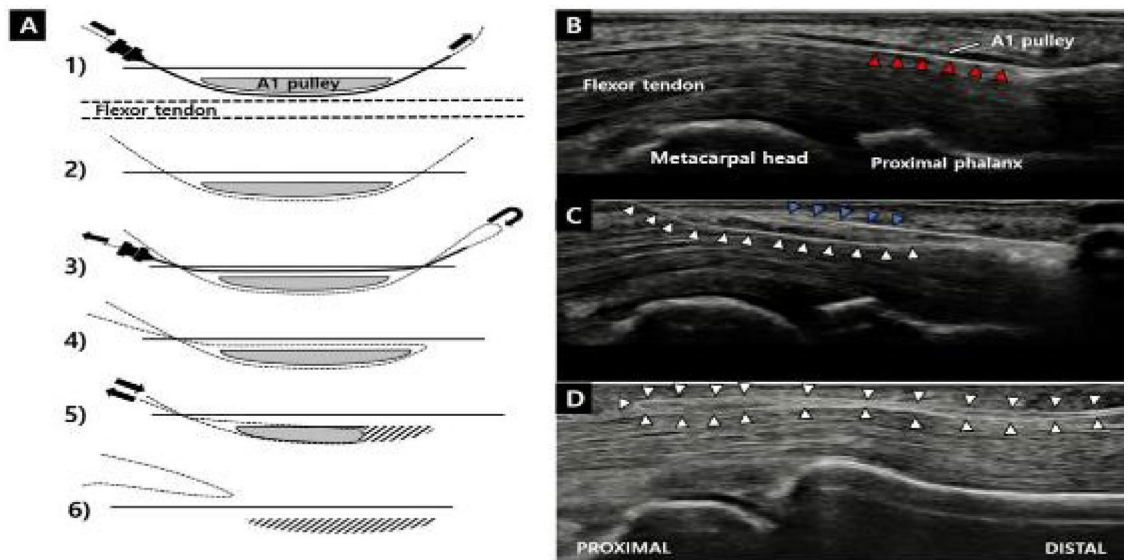 A
1)
A1 pulley
Flexor tendon
2)
3)
4)
5)
6)
B
A1 pulley
Flexor tendon
Metacarpal head
Proximal phalanx
C
D
PROXIMAL
DISTAL